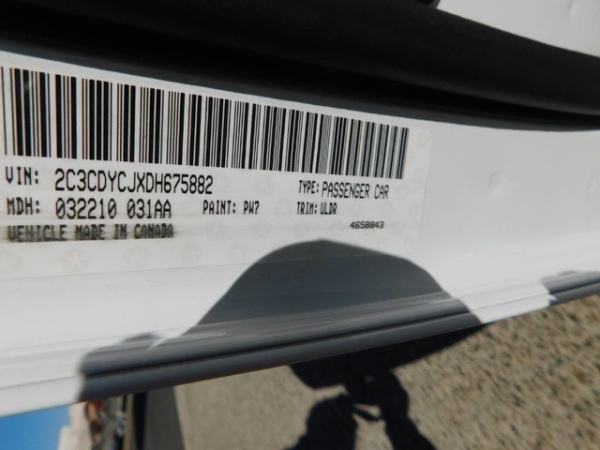 VIN: 2C3CDYCJXDH675882 TYPE: PASSENGER CAR
MDH: 032210 031AA PAINT: PW7 TRIM: ULDR
VEHICLE MADE IN CANADA 4658843